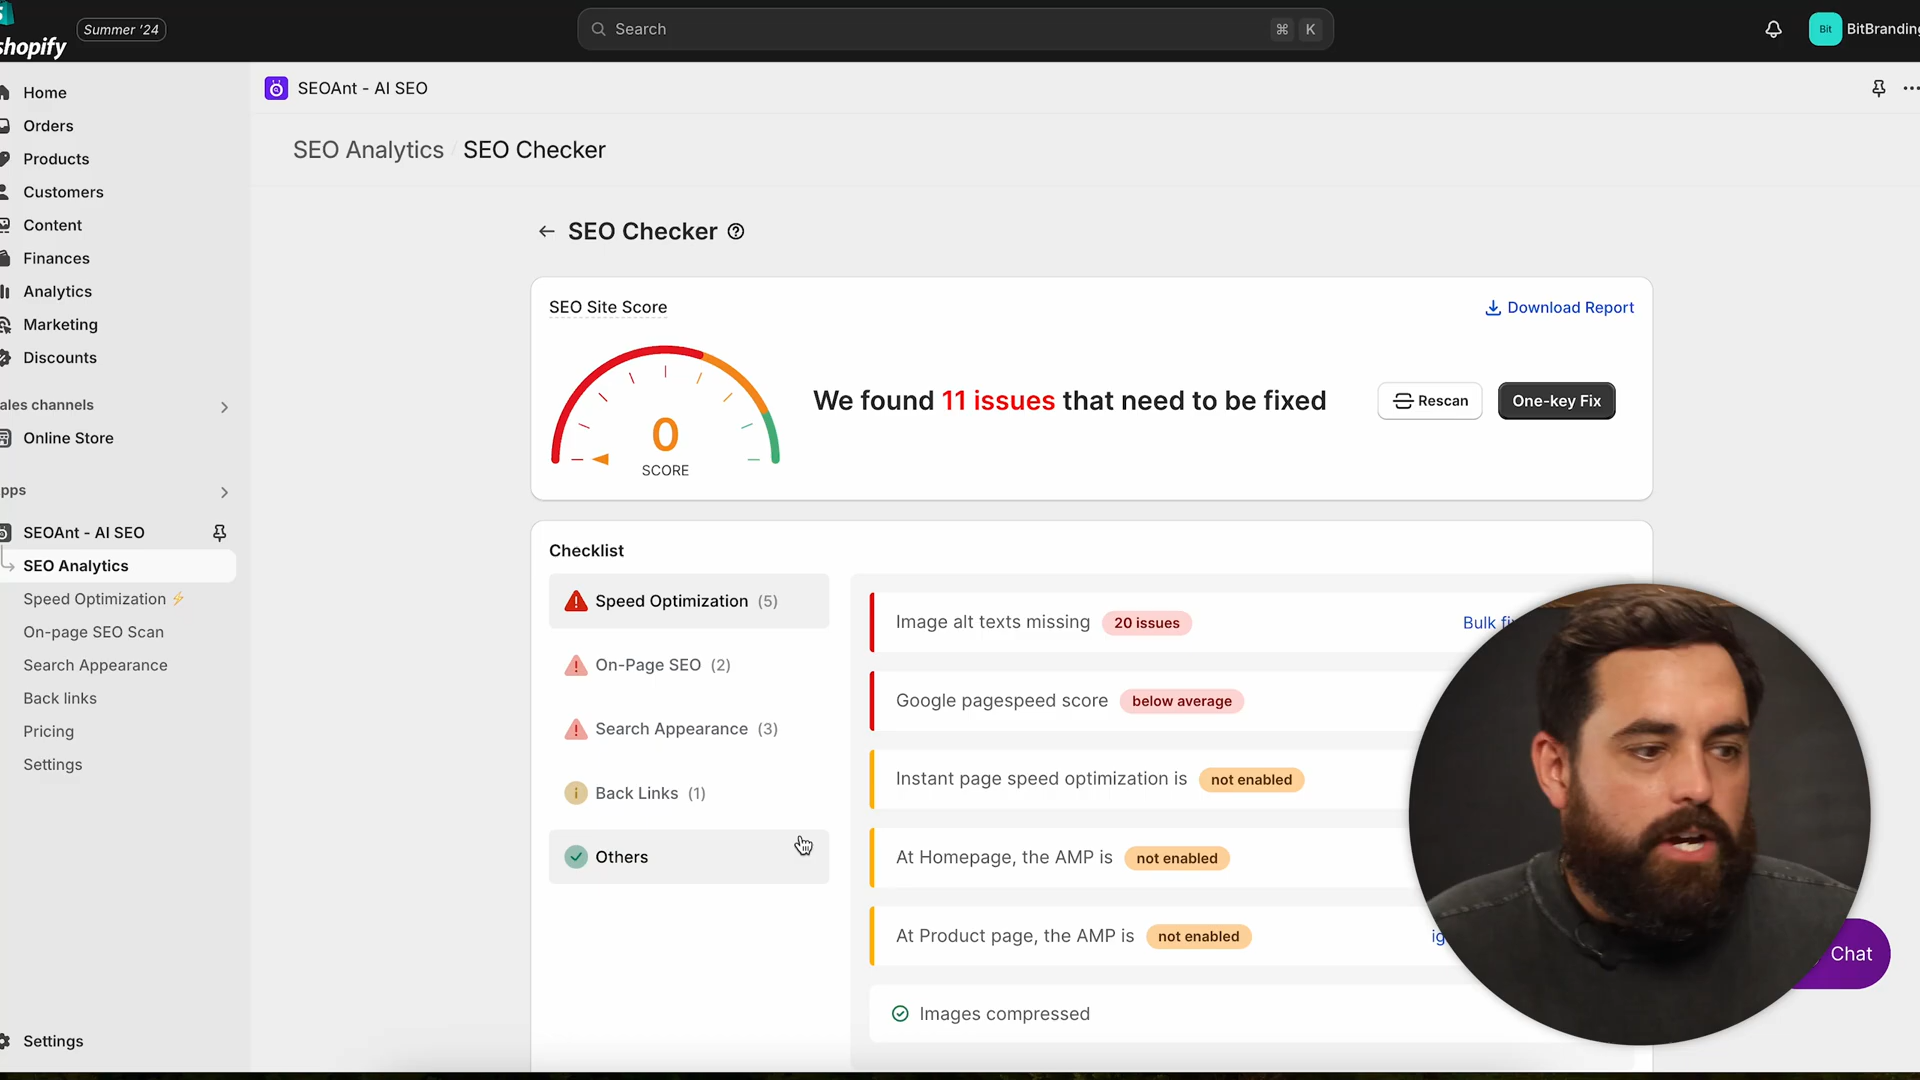 shopify
Summer '24
Search
⌘ K
Bit
BitBranding
Home
Orders
Products
Customers
Content
Finances
Analytics
Marketing
Discounts
ales channels
Online Store
pps
SEOAnt - AI SEO
SEO Analytics
Speed Optimization ⚡
On-page SEO Scan
Search Appearance
Back links
Pricing
Settings
Settings
SEOAnt - AI SEO
SEO Analytics / SEO Checker
SEO Checker
SEO Site Score
Download Report
0
SCORE
We found 11 issues that need to be fixed
Rescan
One-key Fix
Checklist
Speed Optimization (5)
On-Page SEO (2)
Search Appearance (3)
Back Links (1)
Others
Image alt texts missing 20 issues
Bulk fi
Google pagespeed score below average
Instant page speed optimization is not enabled
At Homepage, the AMP is not enabled
At Product page, the AMP is not enabled
ig
Images compressed
Chat